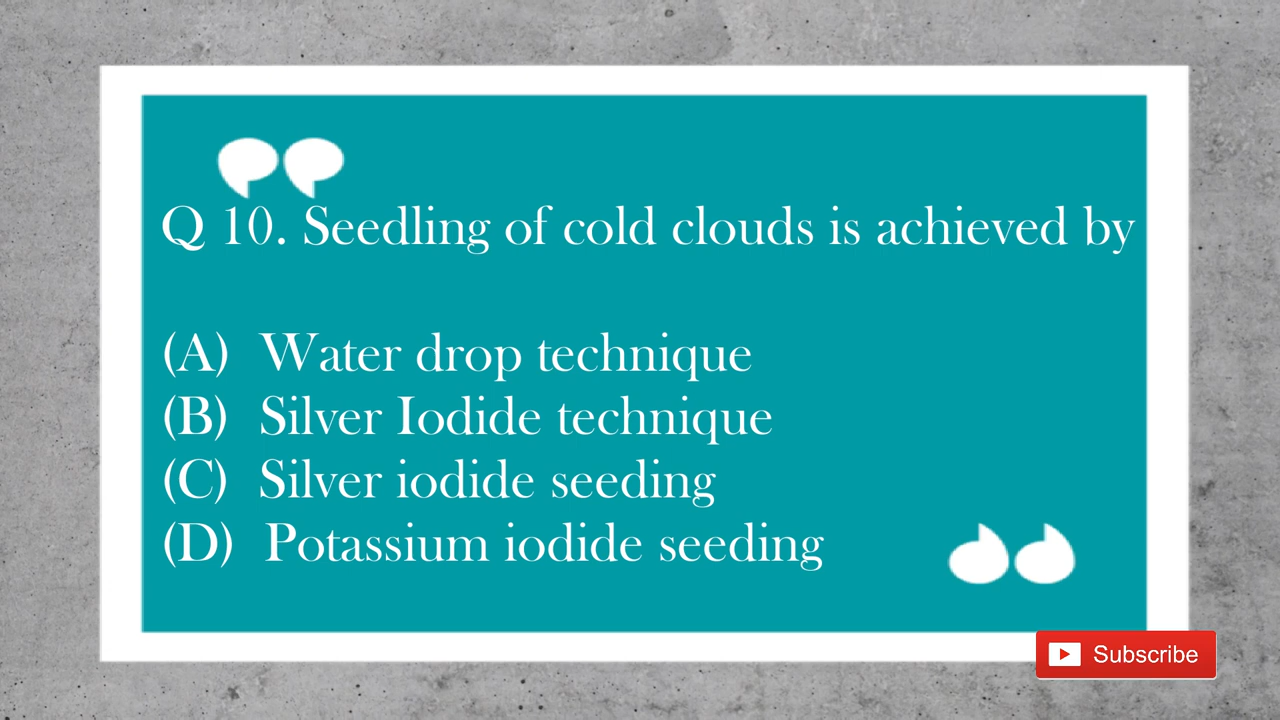 Q 10. Seedling of cold clouds is achieved by
(A) Water drop technique
(B) Silver Iodide technique
(C) Silver iodide seeding
(D) Potassium iodide seeding
Subscribe